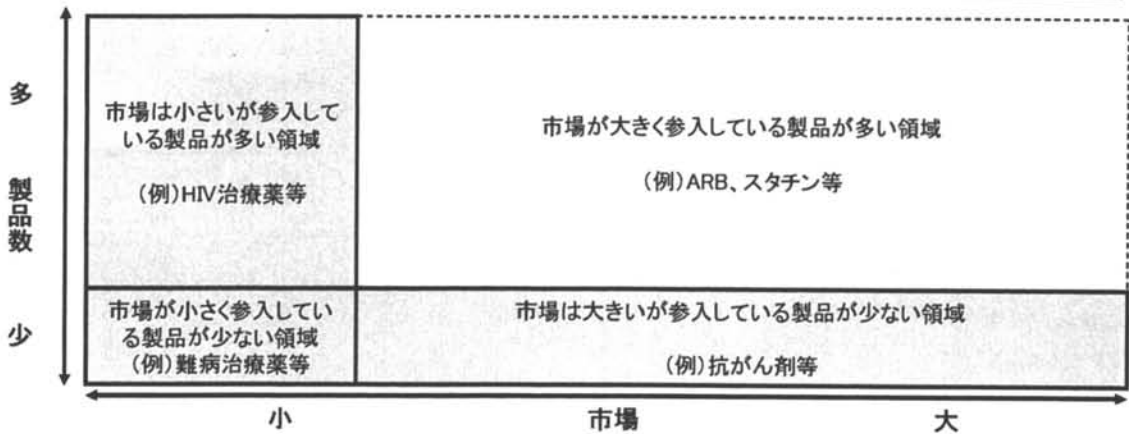 多
製品数
少
市場は小さいが参入して
いる製品が多い領域
(例)HIV治療薬等
市場が大きく参入している製品が多い領域
(例)ARB、スタチン等
市場が小さく参入してい
る製品が少ない領域
(例)難病治療薬等
市場は大きいが参入している製品が少ない領域
(例)抗がん剤等
小
市場
大